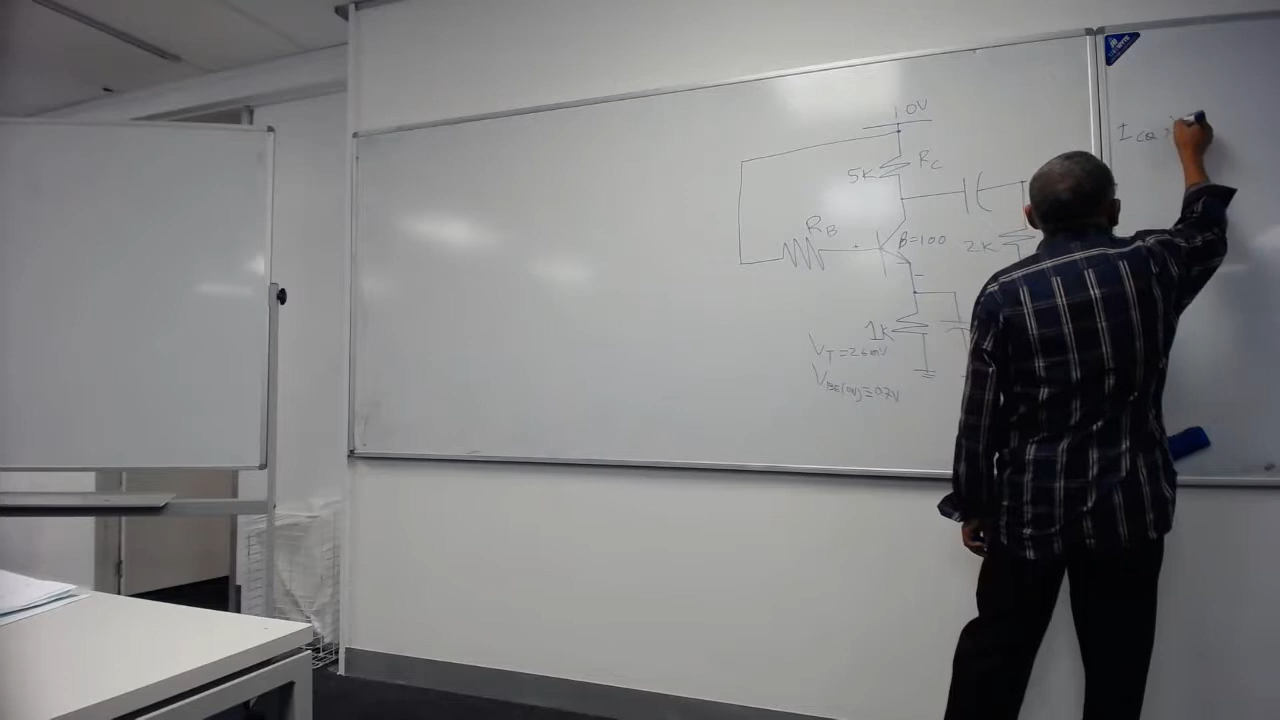 10V
5K
R_C
R_B
B=100
2K
1K
V_T=26mV
V_BE(ON)=0.7V
I_CQ